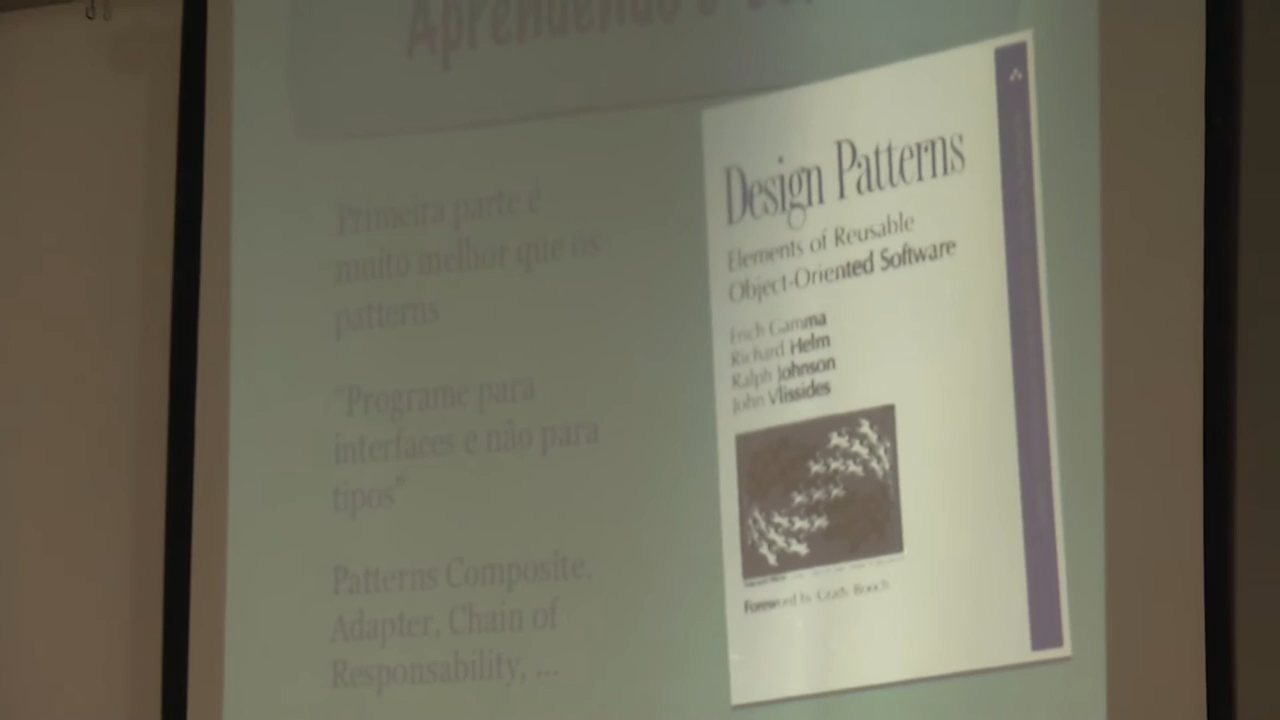 Aprendendo
Primeira parte é
muito melhor que os
patterns
"Programe para
interfaces e não para
tipos"
Patterns Composite,
Adapter, Chain of
Responsability, ...
Design Patterns
Elements of Reusable
Object-Oriented Software
Erich Gamma
Richard Helm
Ralph Johnson
John Vlissides
Foreword by Grady Booch